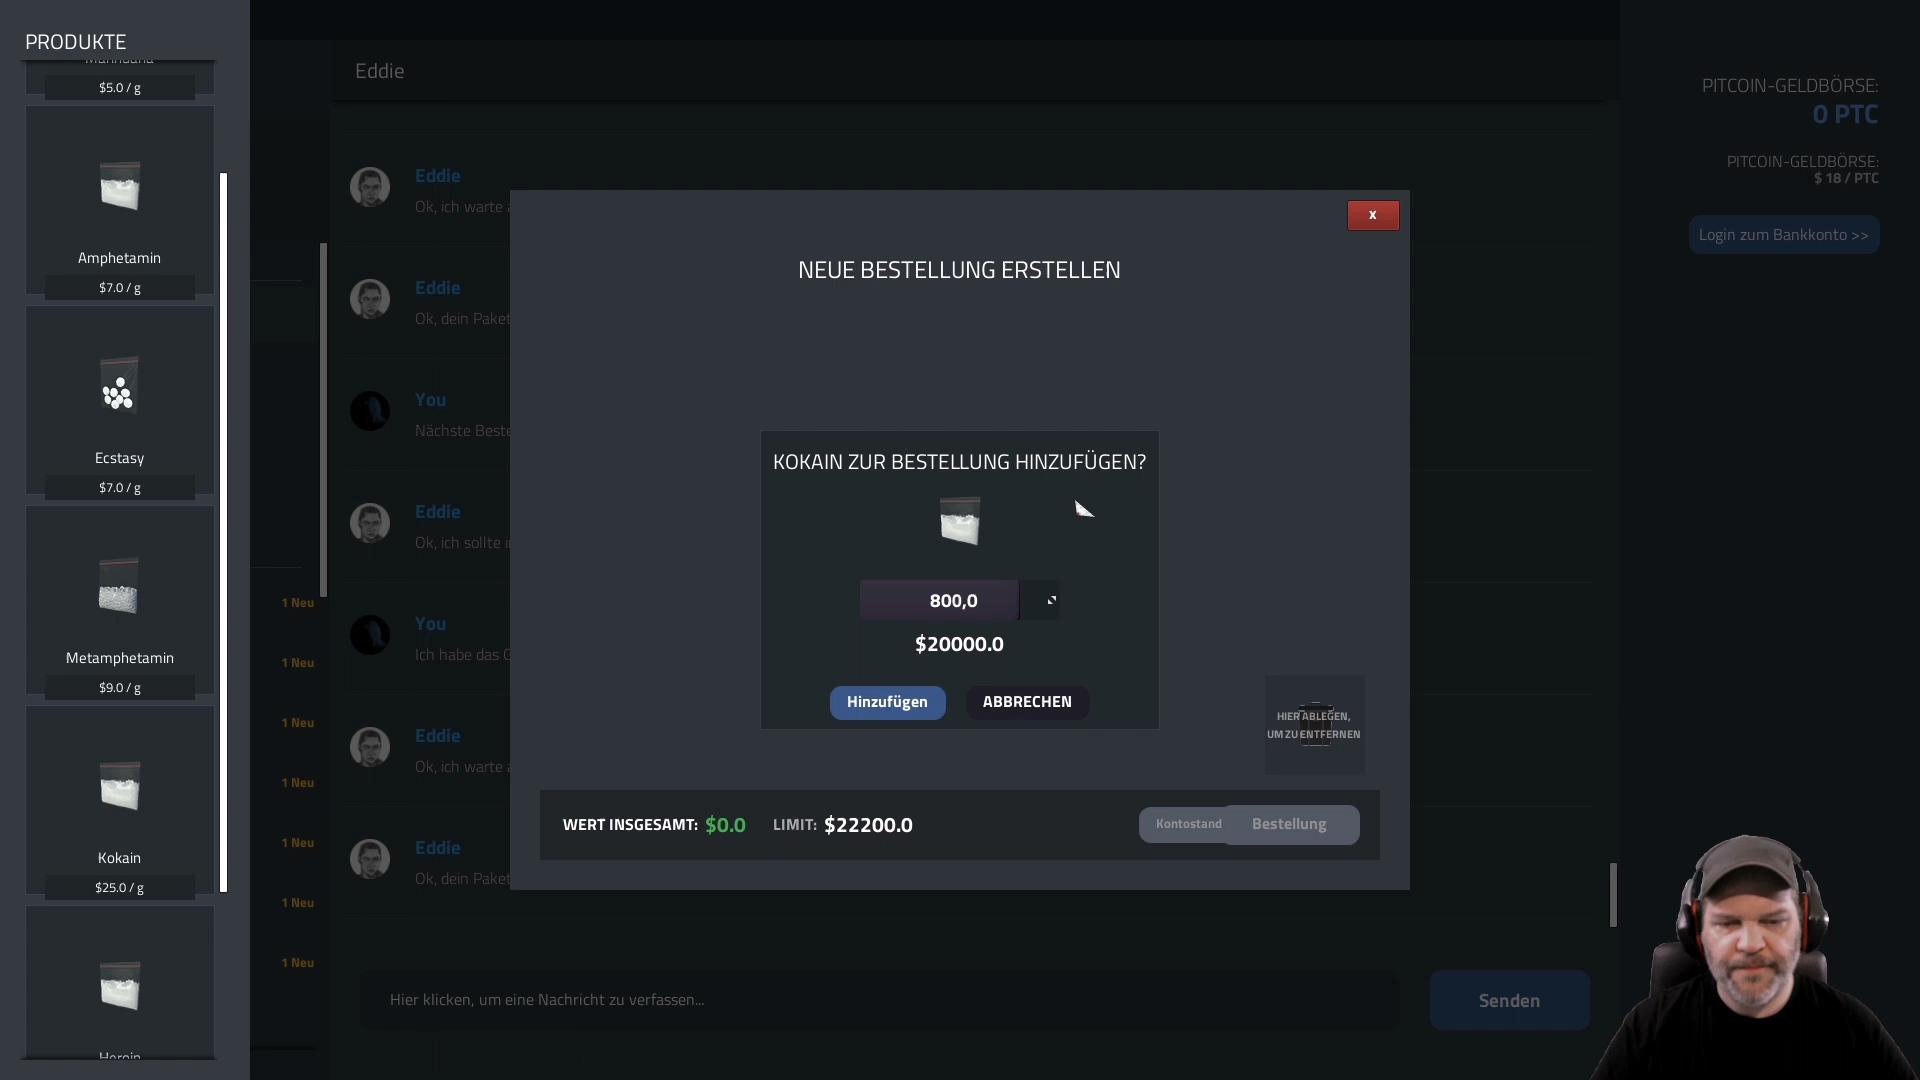 PRODUKTE
Marihuana
$5.0 / g
Amphetamin
$7.0 / g
Ecstasy
$7.0 / g
Metamphetamin
$9.0 / g
Kokain
$25.0 / g
Heroin
1 Neu
1 Neu
1 Neu
1 Neu
1 Neu
1 Neu
1 Neu
Eddie
Eddie
Ok, ich warte
Eddie
Ok, dein Paket
You
Nächste Beste
Eddie
Ok, ich sollte
You
Ich habe das G
Eddie
Ok, ich warte
Eddie
Ok, dein Paket
Hier klicken, um eine Nachricht zu verfassen...
Senden
X
NEUE BESTELLUNG ERSTELLEN
KOKAIN ZUR BESTELLUNG HINZUFÜGEN?
800,0
$20000.0
Hinzufügen
ABBRECHEN
HIER ABLEGEN,
UM ZU ENTFERNEN
WERT INSGESAMT: $0.0 LIMIT: $22200.0
Kontostand
Bestellung
PITCOIN-GELDBÖRSE:
0 PTC
PITCOIN-GELDBÖRSE:
$ 18 / PTC
Login zum Bankkonto >>